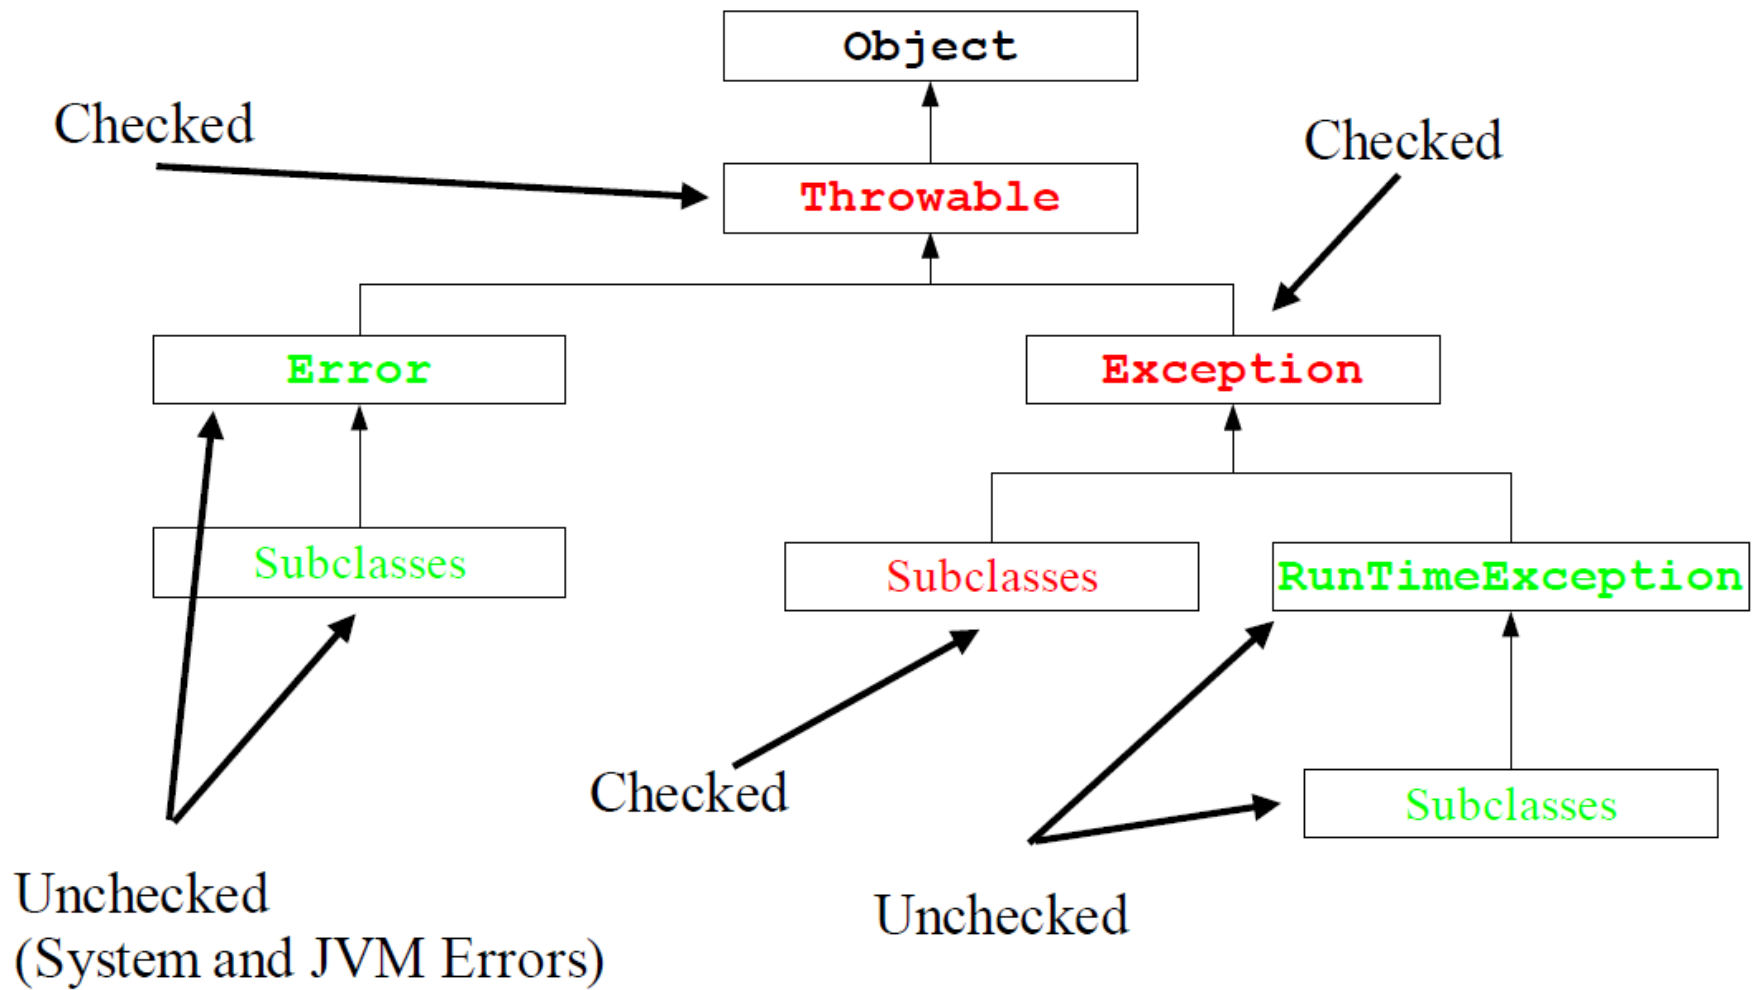 Object
Checked
Checked
Throwable
Error
Exception
Subclasses
Subclasses
RunTimeException
Checked
Subclasses
Unchecked
(System and JVM Errors)
Unchecked